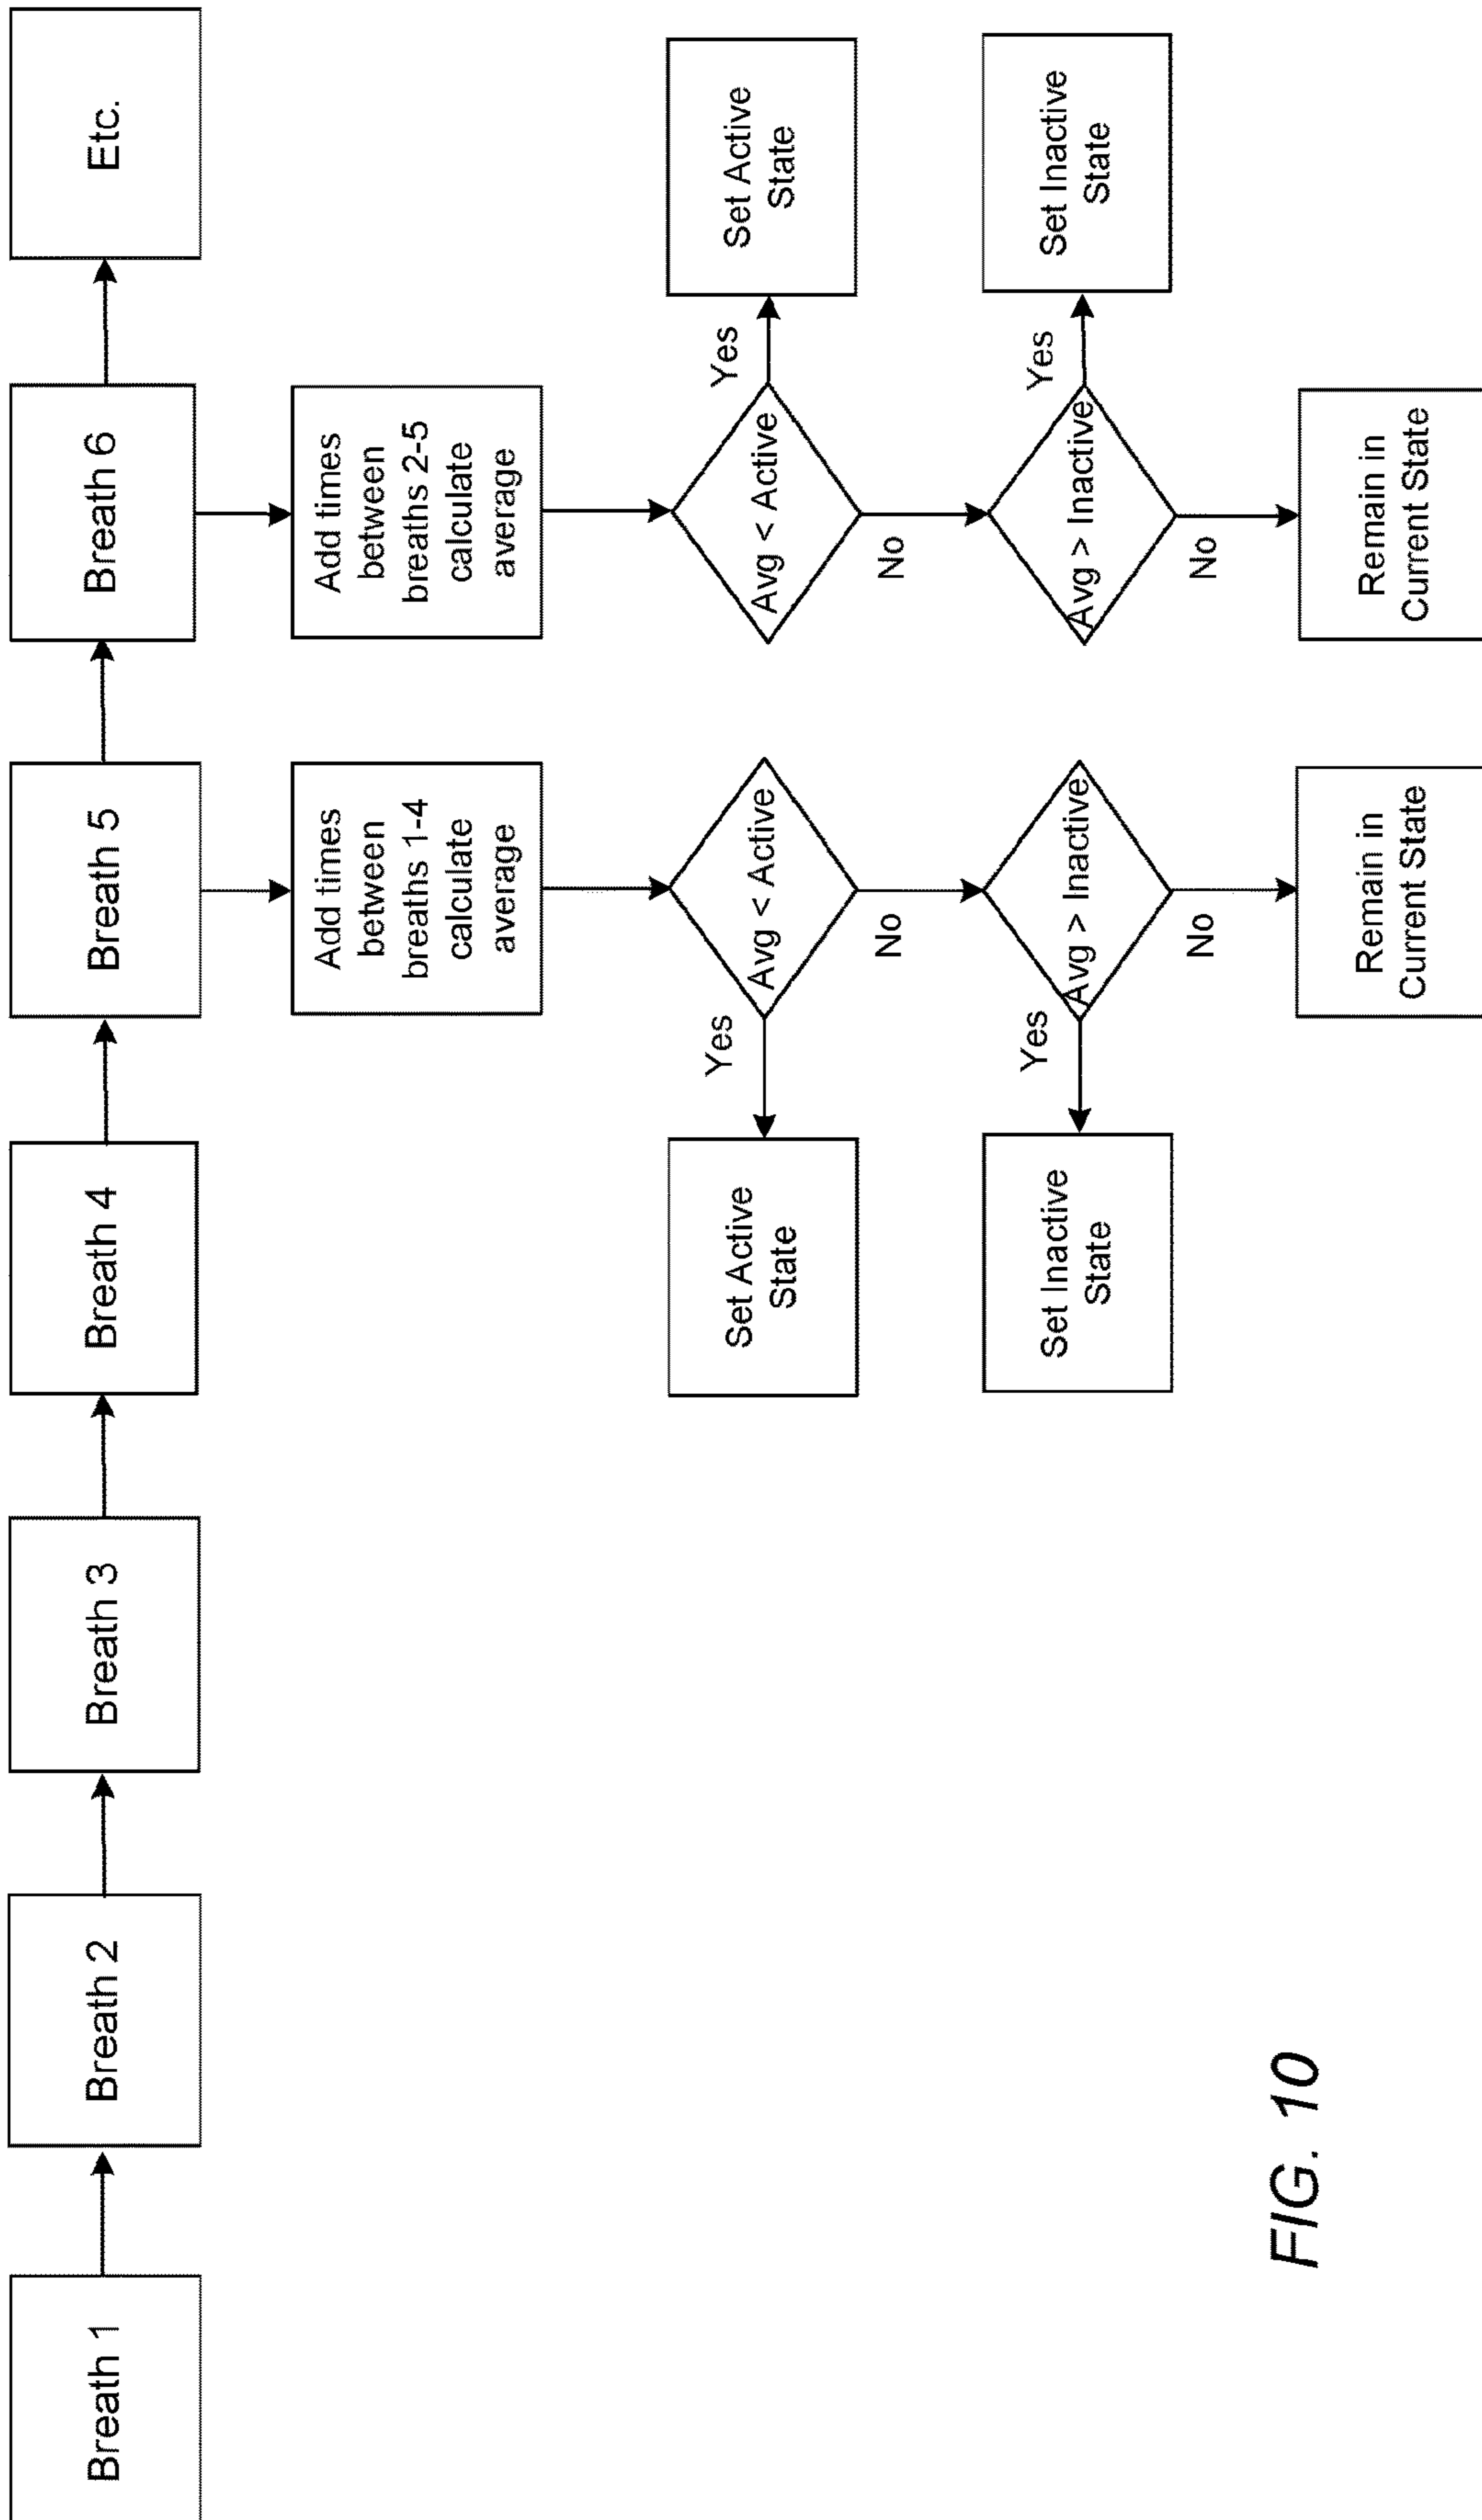 Breath 1
Breath 2
Breath 3
Breath 4
Breath 5
Breath 6
Etc.
Add times
between
breaths 1-4
calculate
average
Add times
between
breaths 2-5
calculate
average
Set Active
State
Yes
Avg < Active
No
Avg < Active
Yes
Set Active
State
No
Set Inactive
State
Yes
Avg > Inactive
No
Avg > Inactive
Yes
Set Inactive
State
No
Remain in
Current State
Remain in
Current State
FIG. 10